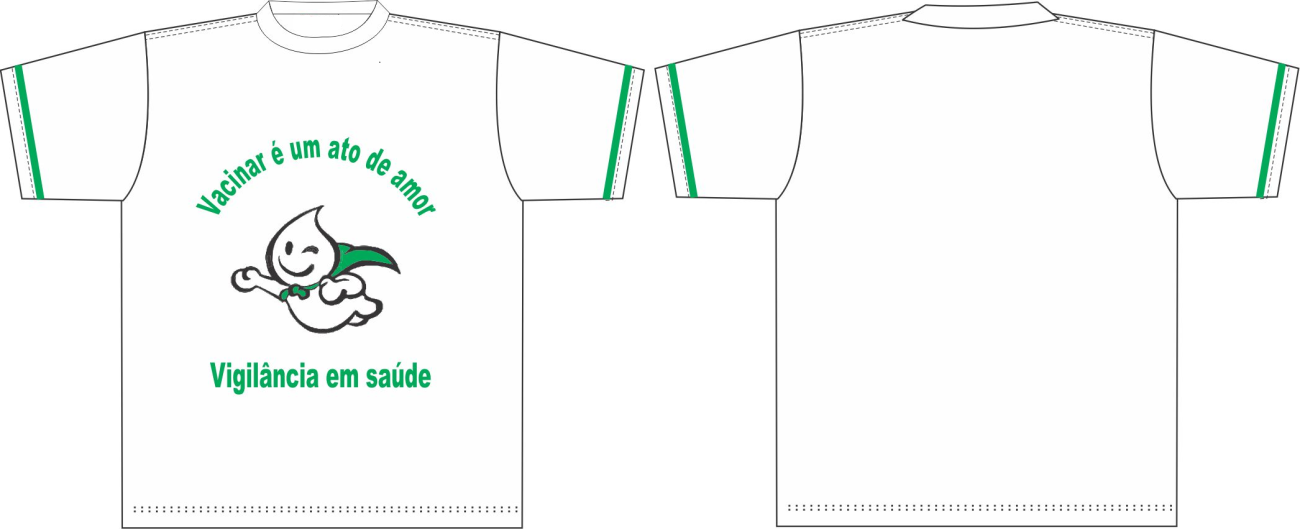 Vacinar é um ato de amor
Vigilância em saúde